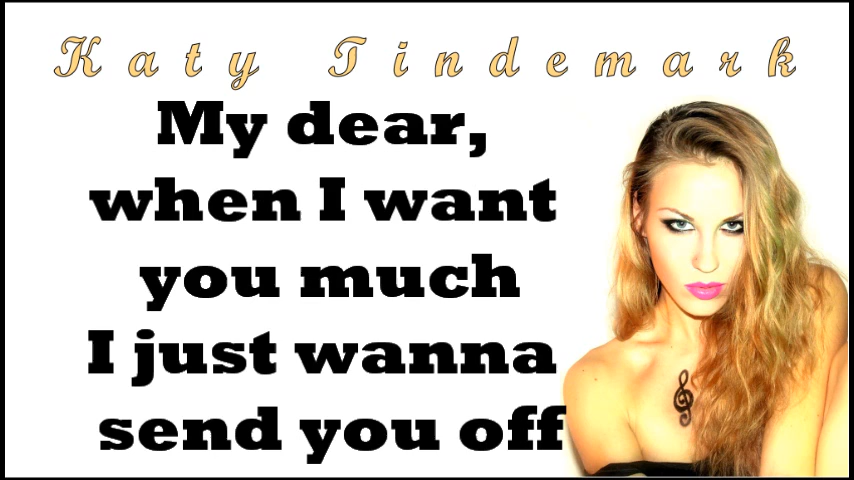 Katy Tindemark
My dear,
when I want
you much
I just wanna
send you off